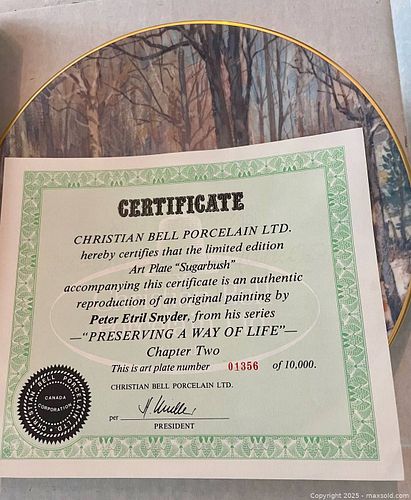 CERTIFICATE
CHRISTIAN BELL PORCELAIN LTD.
hereby certifies that the limited edition
Art Plate "Sugarbush"
accompanying this certificate is an authentic
reproduction of an original painting by
Peter Etril Snyder, from his series
—"PRESERVING A WAY OF LIFE"—
Chapter Two
This is art plate number 01356 of 10,000.
CHRISTIAN BELL PORCELAIN LTD.
CANADA
CORPORATION
per
PRESIDENT
Copyright 2025 - maxsold.com